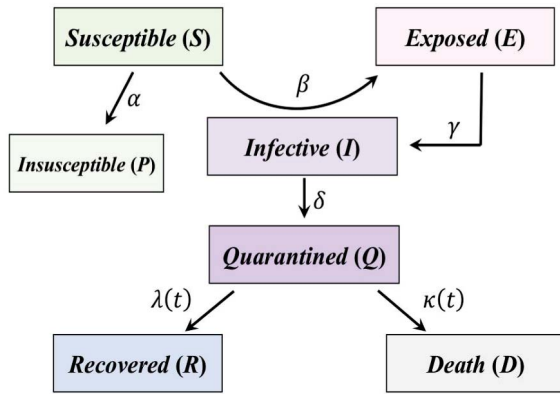 Susceptible (S)
Exposed (E)
α
β
Insusceptible (P)
Infective (I)
γ
δ
Quarantined (Q)
λ(t)
κ(t)
Recovered (R)
Death (D)